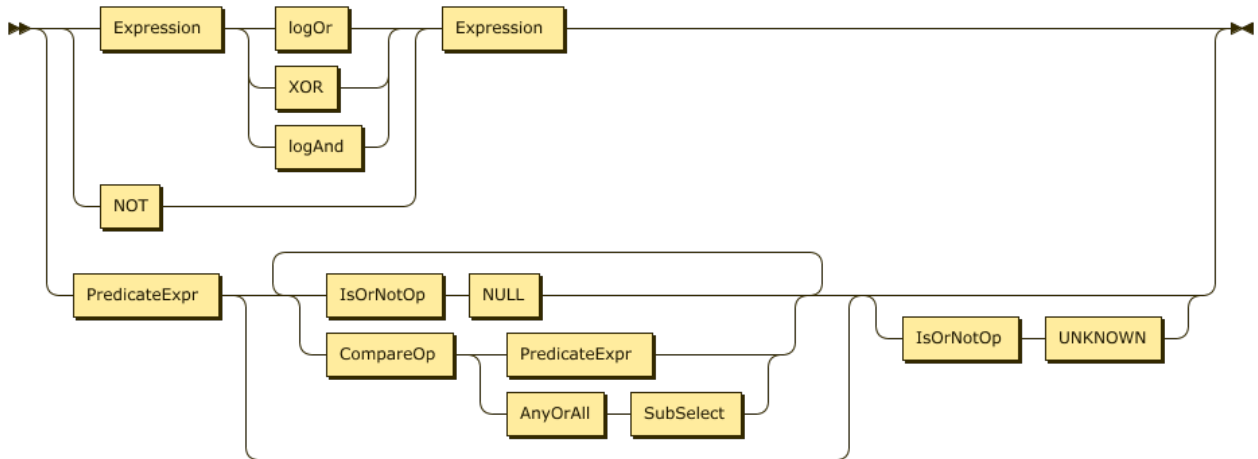 Expression logOr Expression
XOR
logAnd
NOT
PredicateExpr IsOrNotOp NULL
CompareOp PredicateExpr IsOrNotOp UNKNOWN
AnyOrAll SubSelect